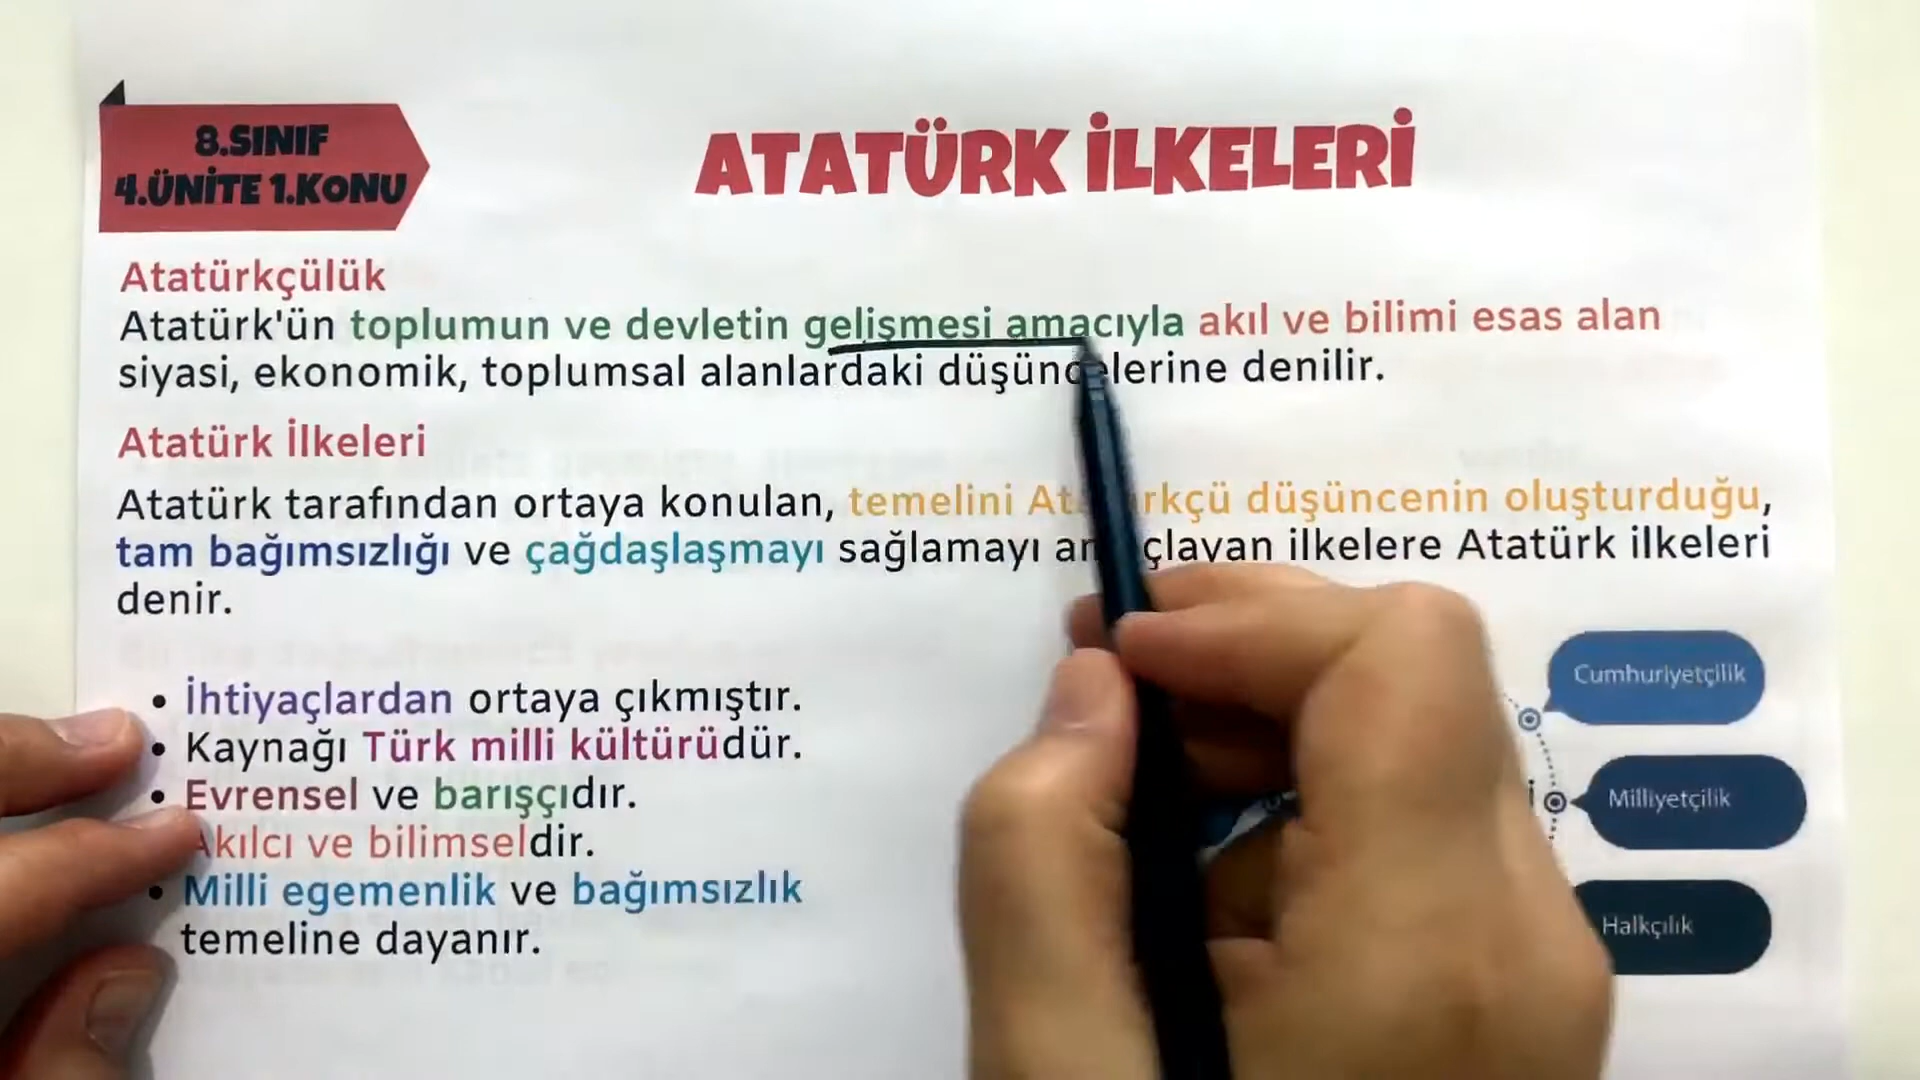 8.SINIF
4.ÜNİTE 1.KONU
ATATÜRK İLKELERİ
Atatürkçülük
Atatürk'ün toplumun ve devletin gelişmesi amacıyla akıl ve bilimi esas alan
siyasi, ekonomik, toplumsal alanlardaki düşüncelerine denilir.
Atatürk İlkeleri
Atatürk tarafından ortaya konulan, temelini Atatürkçü düşüncenin oluşturduğu,
tam bağımsızlığı ve çağdaşlaşmayı sağlamayı amaçlayan ilkelere Atatürk ilkeleri
denir.
• İhtiyaçlardan ortaya çıkmıştır.
• Kaynağı Türk milli kültürüdür.
• Evrensel ve barışçıdır.
Akılcı ve bilimseldir.
• Milli egemenlik ve bağımsızlık
temeline dayanır.
Cumhuriyetçilik
Milliyetçilik
Halkçılık